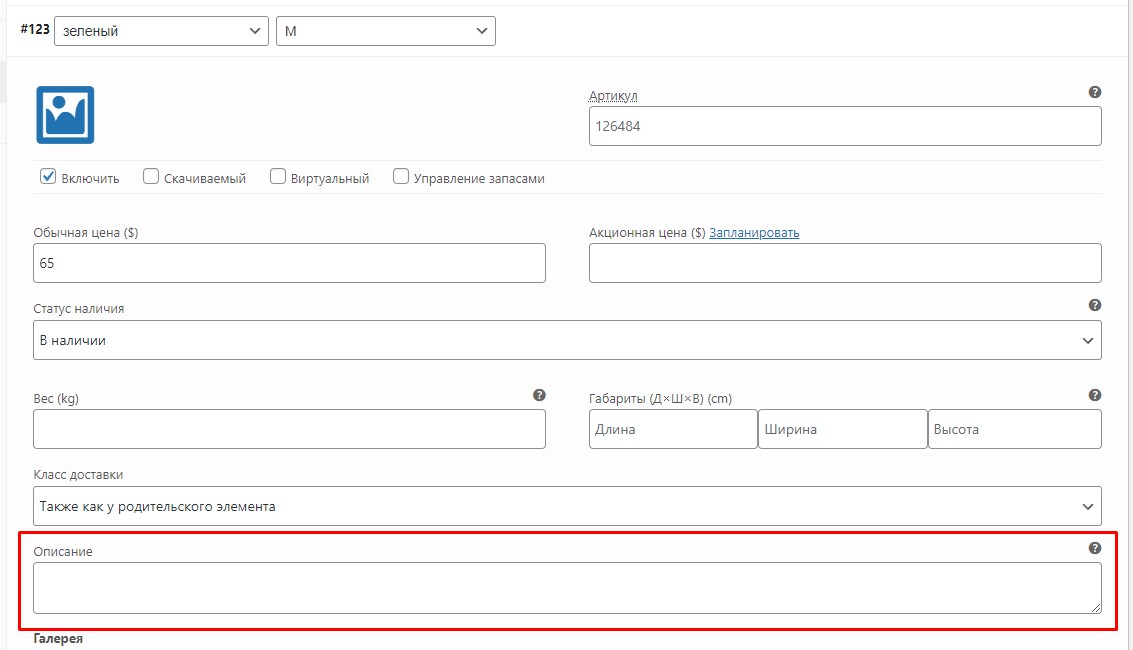 #123 зеленый M
Артикул ?
126484
Включить Скачиваемый Виртуальный Управление запасами
Обычная цена ($) Акционная цена ($) Запланировать
65
Статус наличия ?
В наличии
Вес (kg) ? Габариты (Д×Ш×В) (cm) ?
Длина Ширина Высота
Класс доставки
Также как у родительского элемента
Описание ?
Галерея